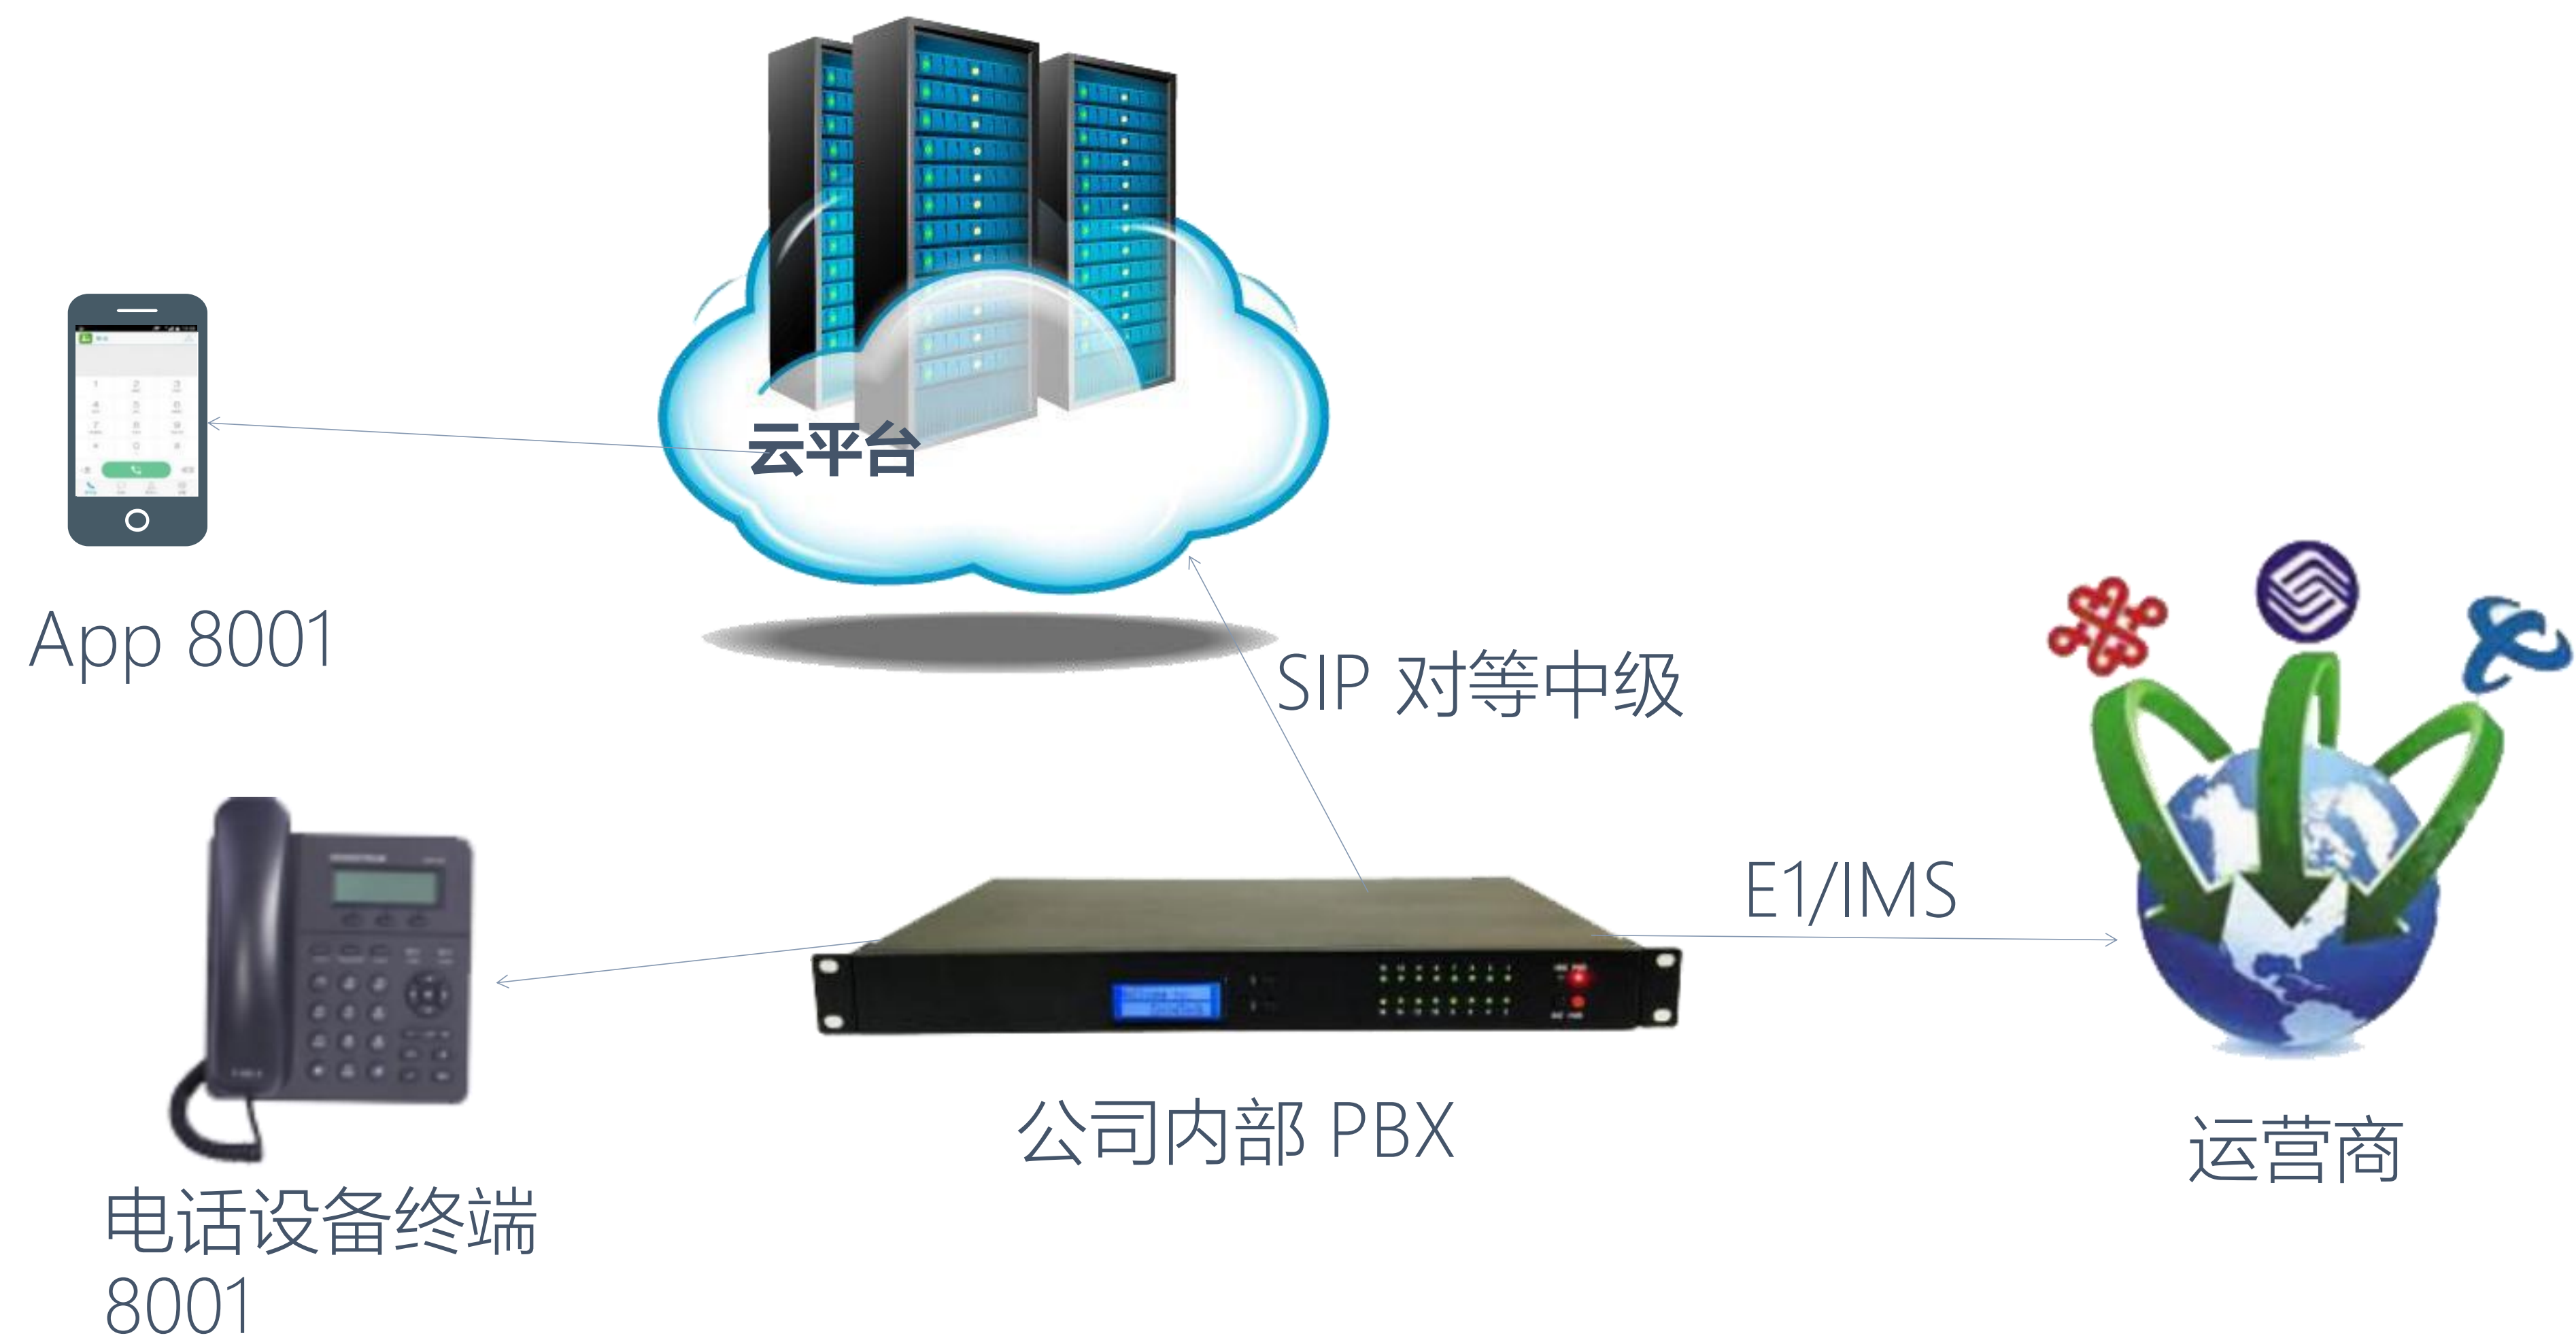 云平台
App 8001
SIP 对等中级
E1/IMS
公司内部 PBX
运营商
电话设备终端
8001